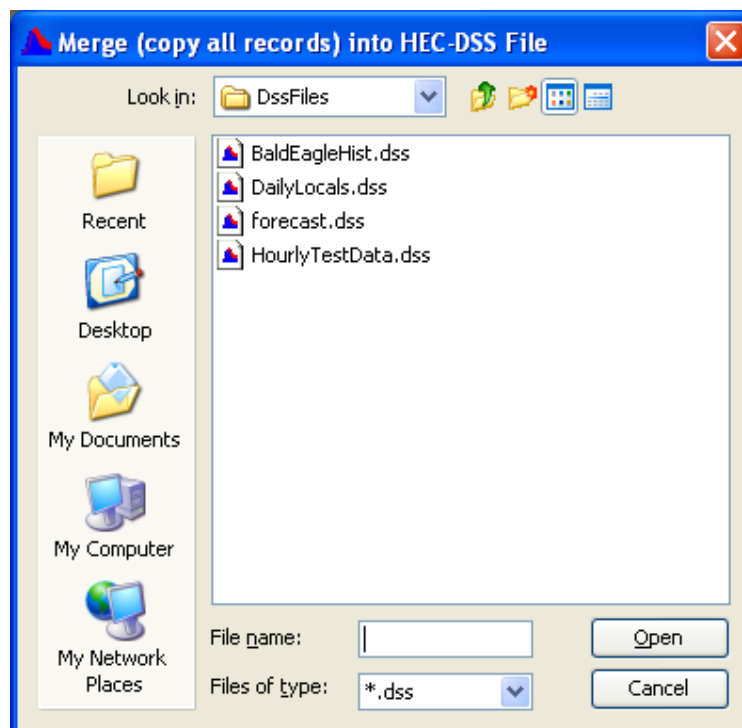 Merge (copy all records) into HEC-DSS File
Look in:
DssFiles
Recent
Desktop
My Documents
My Computer
My Network
Places
BaldEagleHist.dss
DailyLocals.dss
forecast.dss
HourlyTestData.dss
File name:
Open
Files of type:
*.dss
Cancel